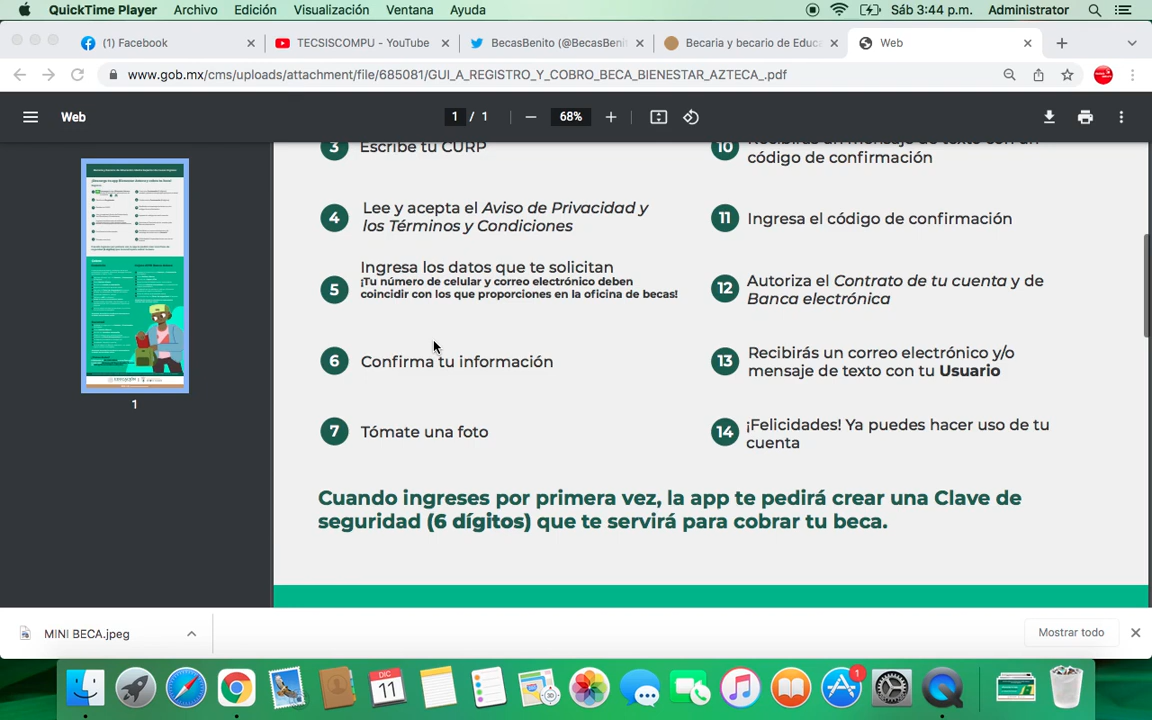 QuickTime Player Archivo Edición Visualización Ventana Ayuda Sáb 3:44 p.m. Administrator
(1) Facebook
TECSISCOMPU - YouTube
BecasBenito (@BecasBenit
Becaria y becario de Educa
Web
www.gob.mx/cms/uploads/attachment/file/685081/GUI_A_REGISTRO_Y_COBRO_BECA_BIENESTAR_AZTECA_.pdf
Web
1 / 1
68%
1
3 Escribe tu CURP
4 Lee y acepta el Aviso de Privacidad y
los Términos y Condiciones
5 Ingresa los datos que te solicitan
¡Tu número de celular y correo electrónico deben
coincidir con los que proporciones en la oficina de becas!
6 Confirma tu información
7 Tómate una foto
10 Recibirás un mensaje de texto con un
código de confirmación
11 Ingresa el código de confirmación
12 Autoriza el Contrato de tu cuenta y de
Banca electrónica
13 Recibirás un correo electrónico y/o
mensaje de texto con tu Usuario
14 ¡Felicidades! Ya puedes hacer uso de tu
cuenta
Cuando ingreses por primera vez, la app te pedirá crear una Clave de
seguridad (6 dígitos) que te servirá para cobrar tu beca.
MINI BECA.jpeg
Mostrar todo
DIC
11
3D
1